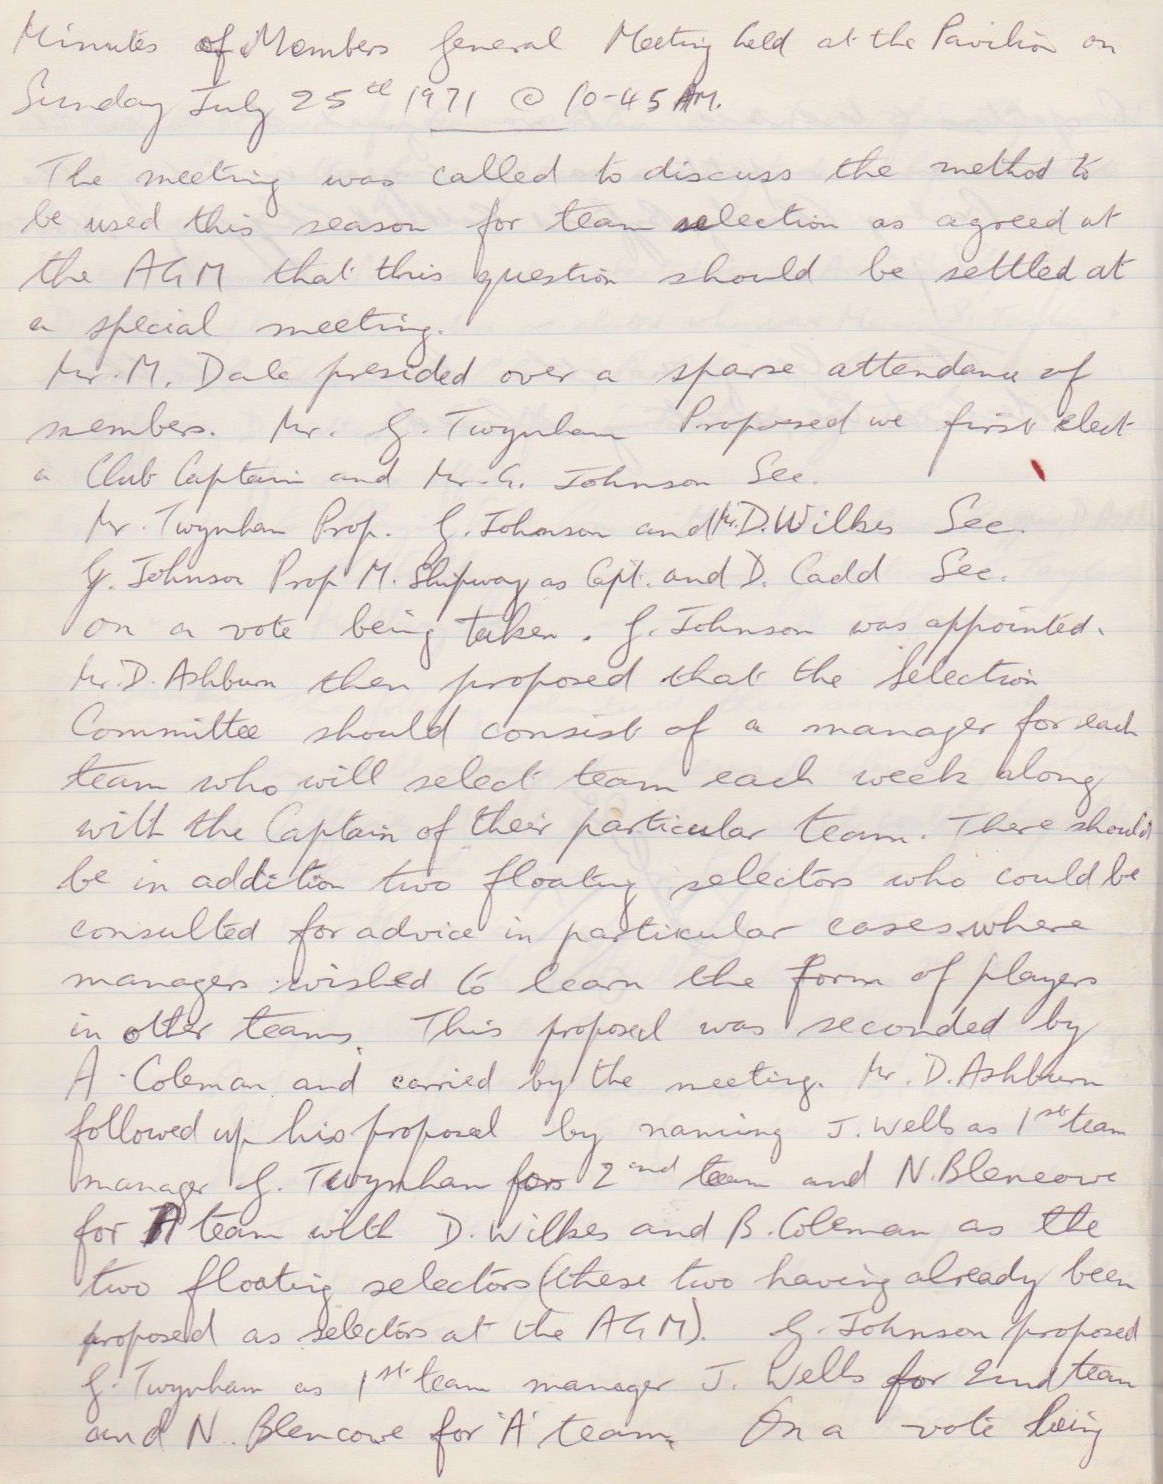 Minutes of Members General Meeting held at the Pavilion on
Sunday July 25th 1971 @ 10-45 AM.
The meeting was called to discuss the method to
be used this season for team selection as agreed at
the AGM that this question should be settled at
a special meeting.
Mr. M. Dale presided over a sparse attendance of
members. Mr. G. Twynham Proposed we first elect
a Club Captain and Mr. G. Johnson Sec.
Mr. Twynham Prop. G. Johnson and Mr. D. Wilkes Sec.
G. Johnson Prop M. Shipway as Capt. and D. Cadd Sec.
on a vote being taken. G. Johnson was appointed.
Mr. D. Ashburn then proposed that the Selection
Committee should consist of a manager for each
team who will select team each week along
with the Captain of their particular team. There should
be in addition two floating selectors who could be
consulted for advice in particular cases where
managers wished to learn the form of players
in other teams. This proposal was seconded by
A. Coleman and carried by the meeting. Mr. D. Ashburn
followed up his proposal by naming J. Wells as 1st team
manager G. Twynham for 2nd team and N. Blencowe
for A team with D. Wilkes and B. Coleman as the
two floating selectors (these two having already been
proposed as selectors at the AGM). G. Johnson proposed
G. Twynham as 1st team manager J. Wells for 2nd team
and N. Blencowe for 'A' team. On a vote being